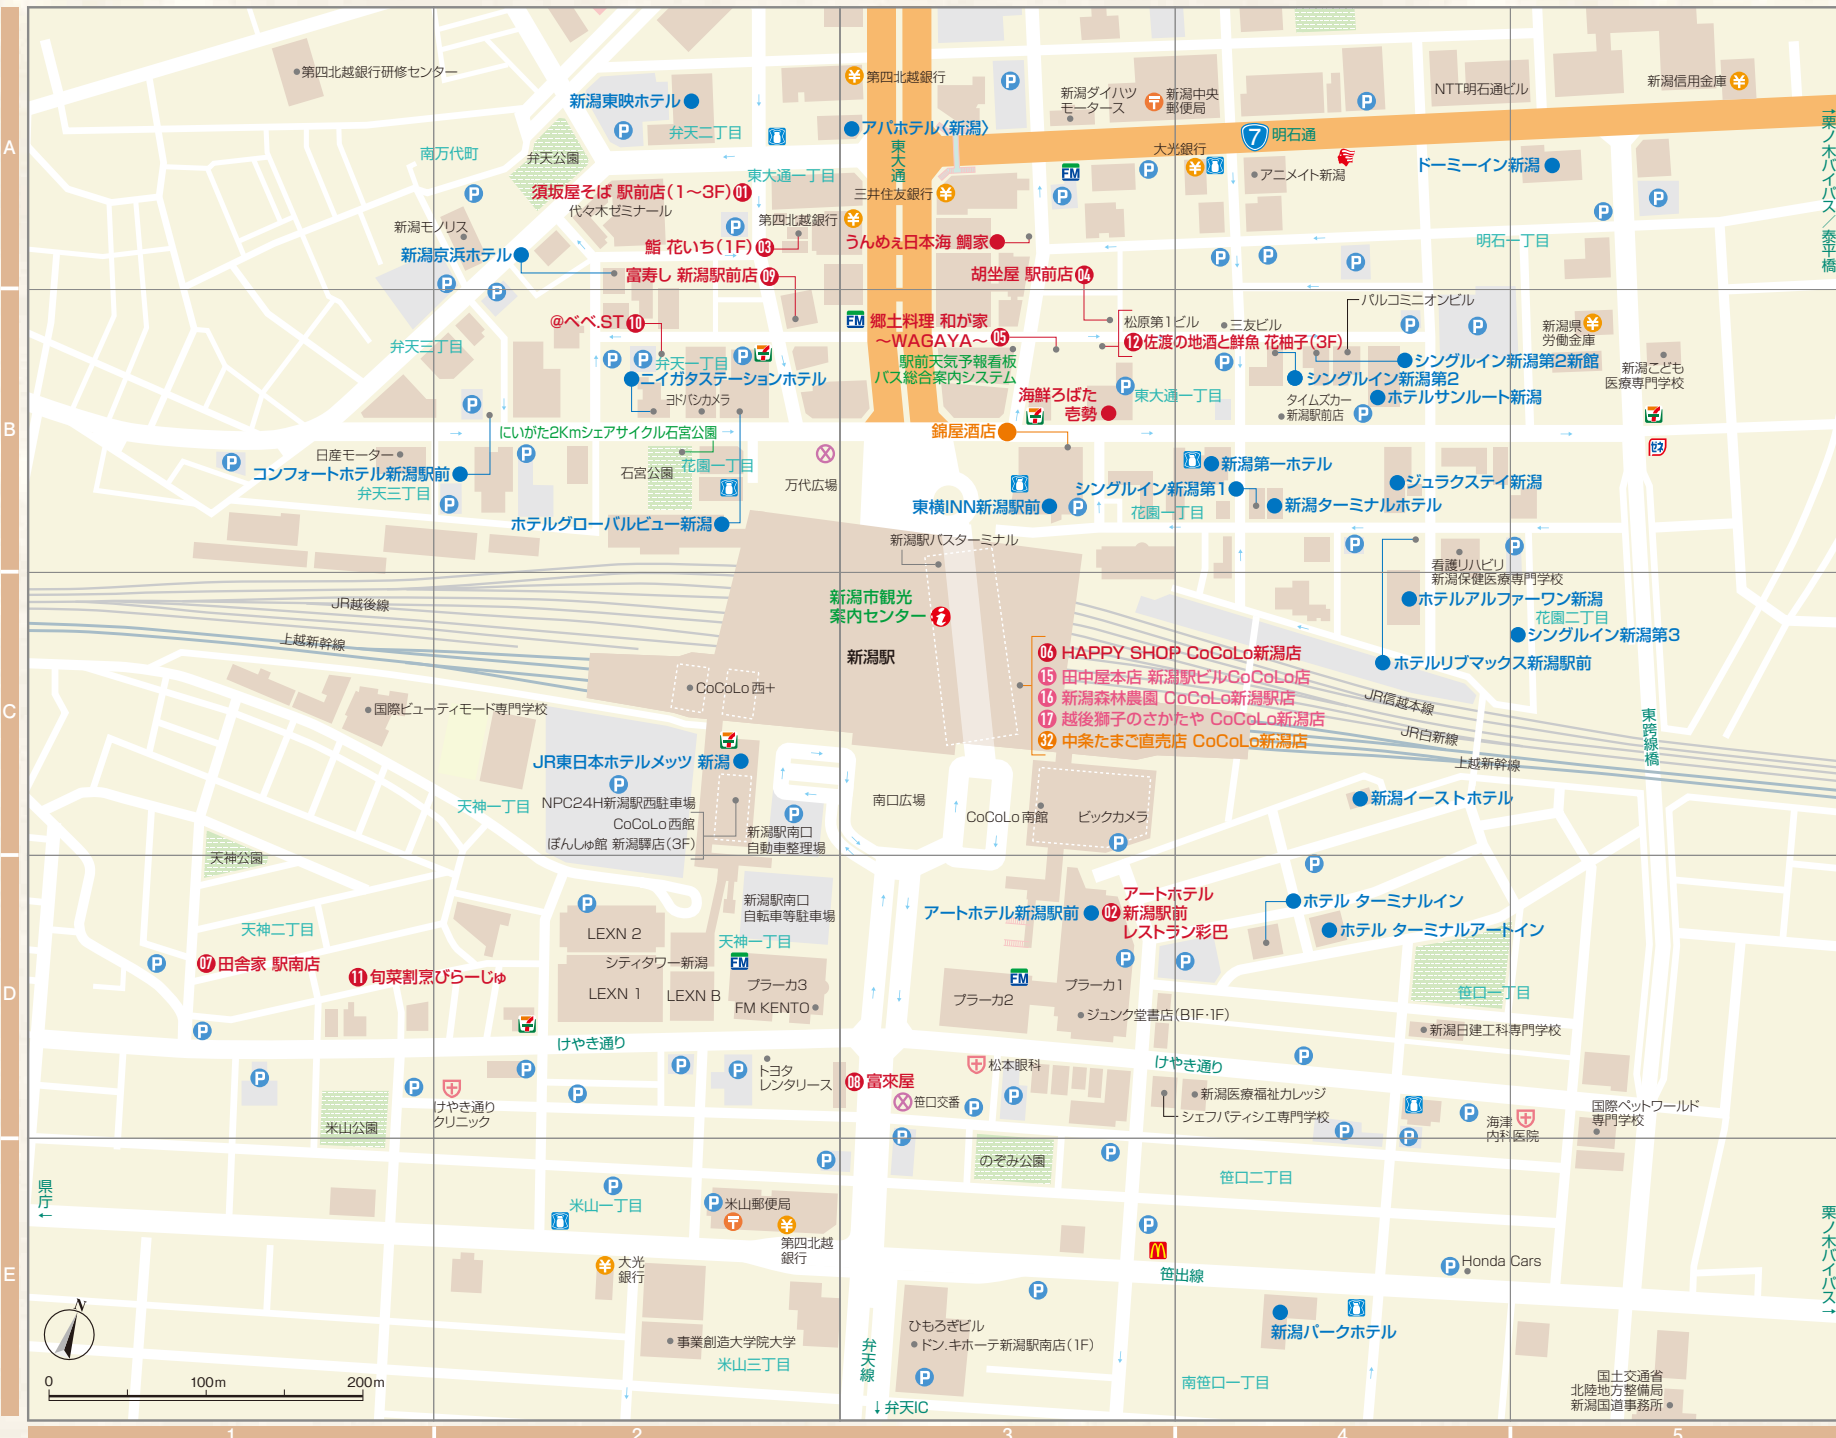 A
B
C
D
E
1
2
3
4
5
第四北越銀行研修センター
新潟東映ホテル
弁天二丁目
南万代町
弁天公園
東大通一丁目
須坂屋そば 駅前店(1〜3F) 01
代々木ゼミナール
新潟モノリス
第四北越銀行
鮨 花いち(1F) 03
新潟京浜ホテル
富寿し 新潟駅前店 09
第四北越銀行
アパホテル〈新潟〉
東大通
三井住友銀行
うんめぇ日本海 鯛家
胡坐屋 駅前店 04
新潟ダイハツ
モータース
新潟中央
郵便局
大光銀行
7
明石通
アニメイト新潟
NTT明石通ビル
新潟信用金庫
ドーミーイン新潟
明石一丁目
→栗ノ木バイパス/泰平橋
@べべ.ST 10
弁天三丁目
弁天一丁目
ニイガタステーションホテル
ヨドバシカメラ
にいがた2Kmシェアサイクル石宮公園
日産モーター
コンフォートホテル新潟駅前
弁天三丁目
石宮公園
花園一丁目
万代広場
ホテルグローバルビュー新潟
郷土料理 和が家
〜WAGAYA〜 05
駅前天気予報看板
バス総合案内システム
海鮮ろばた
壱勢
錦屋酒店
松原第1ビル
三友ビル
パルコミニオンビル
12 佐渡の地酒と鮮魚 花柚子(3F)
東大通一丁目
シングルイン新潟第2新館
シングルイン新潟第2
ホテルサンルート新潟
タイムズカー
新潟駅前店
新潟県
労働金庫
新潟こども
医療専門学校
新潟第一ホテル
シングルイン新潟第1
ジュラクステイ新潟
新潟ターミナルホテル
東横INN新潟駅前
花園一丁目
新潟駅バスターミナル
看護リハビリ
新潟保健医療専門学校
ホテルアルファーワン新潟
花園二丁目
シングルイン新潟第3
ホテルリブマックス新潟駅前
JR越後線
上越新幹線
新潟市観光
案内センター
新潟駅
CoCoLo 西+
国際ビューティモード専門学校
06 HAPPY SHOP CoCoLo新潟店
15 田中屋本店 新潟駅ビルCoCoLo店
16 新潟森林農園 CoCoLo新潟駅店
17 越後獅子のさかたや CoCoLo新潟店
32 中条たまご直売店 CoCoLo新潟店
JR信越本線
JR白新線
上越新幹線
東跨線橋
JR東日本ホテルメッツ 新潟
天神一丁目
NPC24H新潟駅西駐車場
CoCoLo 西館
ぽんしゅ館 新潟驛店(3F)
新潟駅南口
自動車整理場
南口広場
CoCoLo 南館
ビックカメラ
新潟イーストホテル
天神公園
天神二丁目
07 田舎家 駅南店
11 旬菜割烹びらーじゅ
新潟駅南口
自転車等駐車場
天神一丁目
LEXN 2
シティタワー新潟
LEXN 1
LEXN B
プラーカ3
FM KENTO
アートホテル新潟駅前
02 アートホテル
新潟駅前
レストラン彩巴
プラーカ2
プラーカ1
ジュンク堂書店(B1F・1F)
ホテル ターミナルイン
ホテル ターミナルアートイン
笹口一丁目
新潟日建工科専門学校
けやき通り
けやき通り
トヨタ
レンタリース
08 富來屋
笹口交番
松本眼科
けやき通り
クリニック
米山公園
新潟医療福祉カレッジ
シェフパティシエ専門学校
海津
内科医院
国際ペットワールド
専門学校
県庁←
米山一丁目
米山郵便局
第四北越
銀行
大光
銀行
のぞみ公園
笹口二丁目
笹出線
Honda Cars
新潟パークホテル
栗ノ木バイパス→
N
0 100m 200m
事業創造大学院大学
米山三丁目
弁天線
↓弁天IC
ひもろぎビル
ドン.キホーテ新潟駅南店(1F)
南笹口一丁目
国土交通省
北陸地方整備局
新潟国道事務所